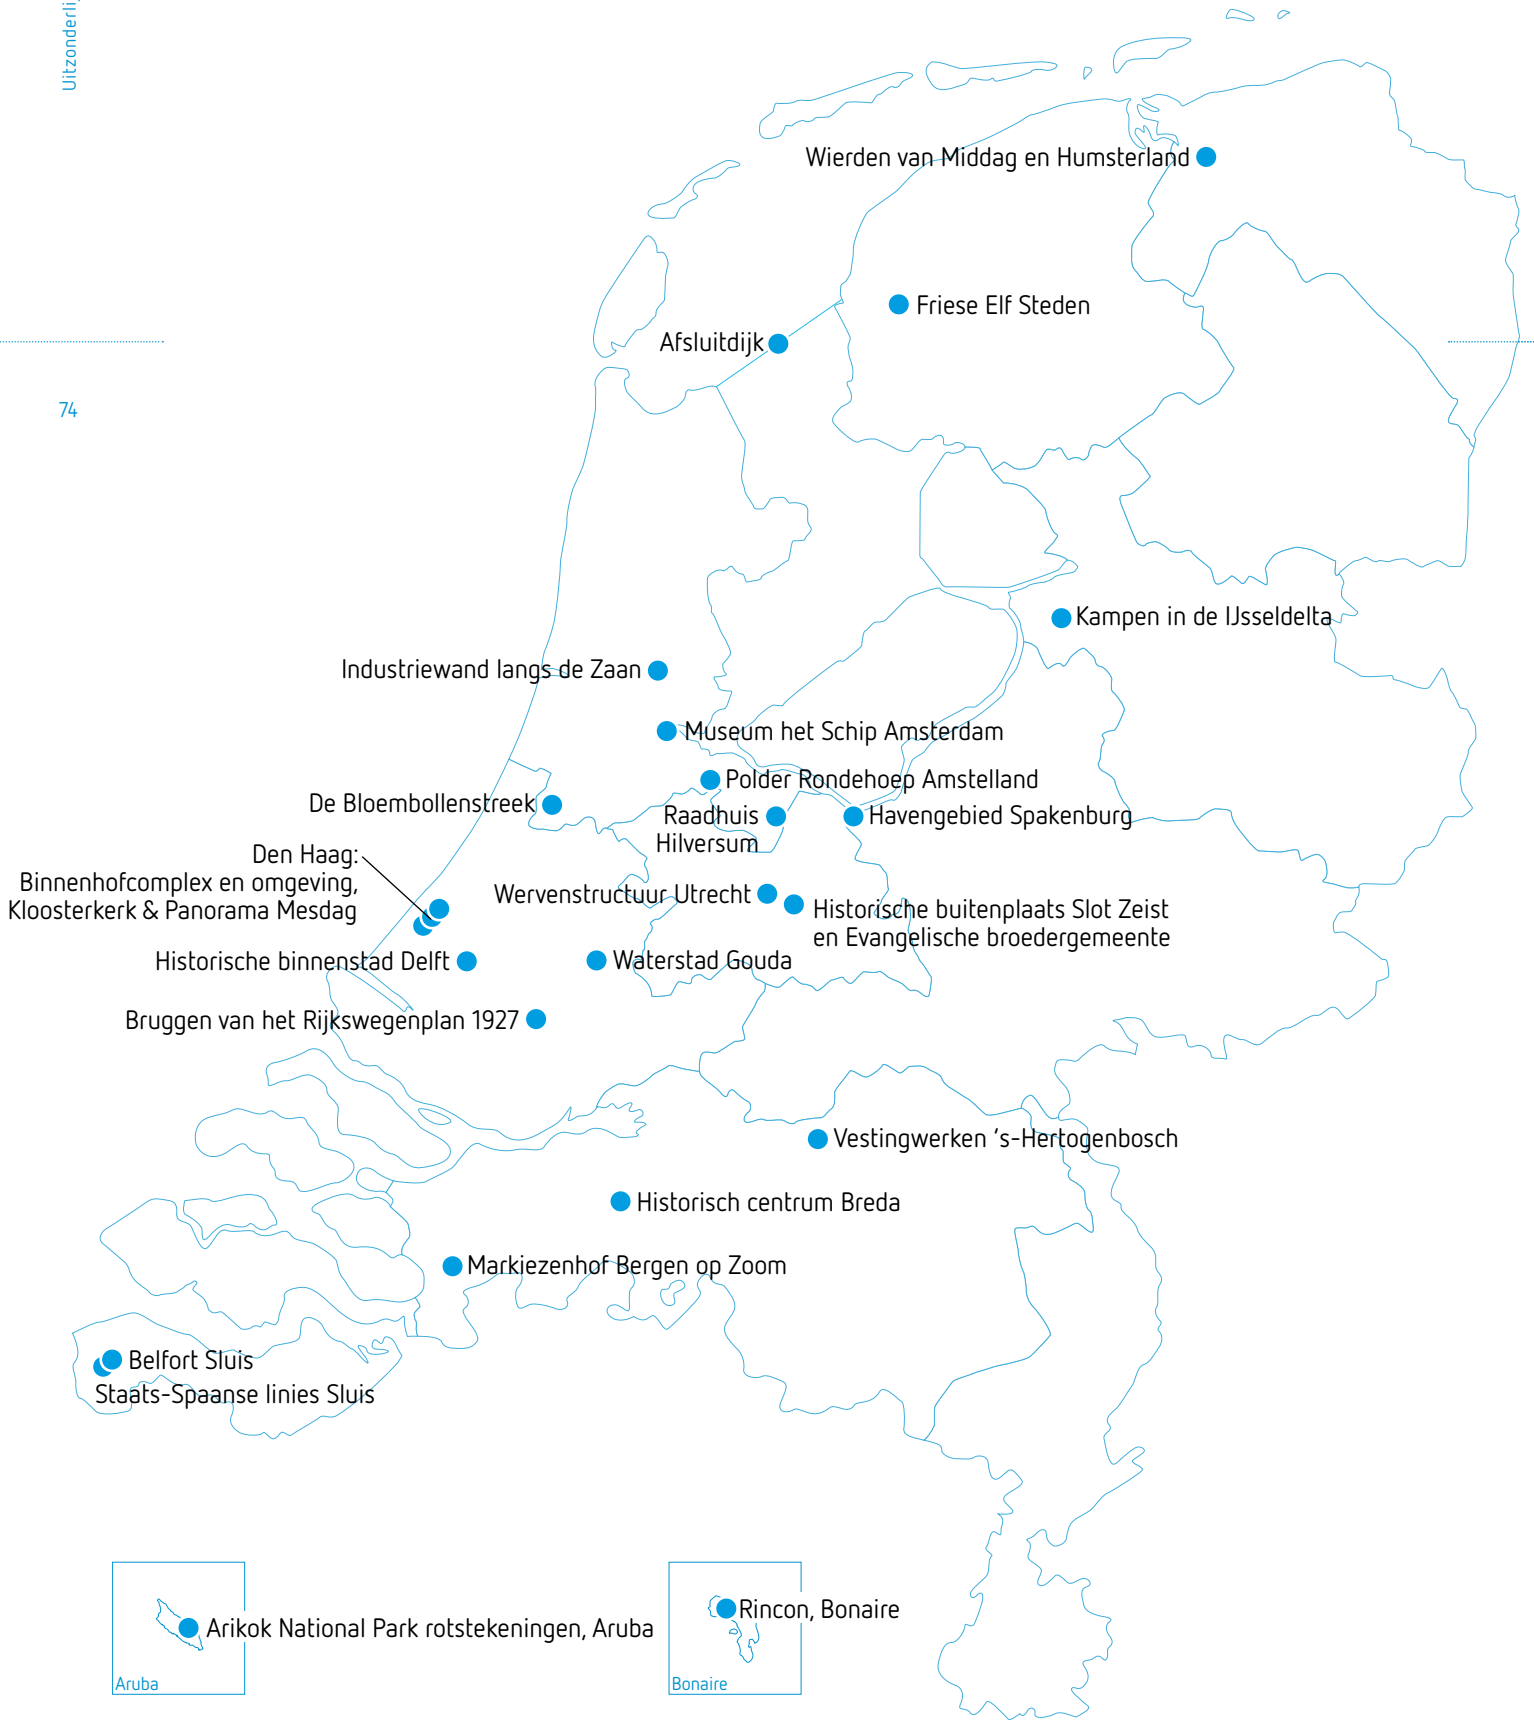 Wierden van Middag en Humsterland
Friese Elf Steden
Afsluitdijk
74
Kampen in de IJsseldelta
Industriewand langs de Zaan
Museum het Schip Amsterdam
Polder Rondehoep Amstelland
De Bloembollenstreek
Raadhuis
Hilversum
Havengebied Spakenburg
Den Haag:
Binnenhofcomplex en omgeving,
Kloosterkerk & Panorama Mesdag
Wervenstructuur Utrecht
Historische buitenplaats Slot Zeist
en Evangelische broedergemeente
Historische binnenstad Delft
Waterstad Gouda
Bruggen van het Rijkswegenplan 1927
Vestingwerken ‘s-Hertogenbosch
Historisch centrum Breda
Markiezenhof Bergen op Zoom
Belfort Sluis
Staats-Spaanse linies Sluis
Arikok National Park rotstekeningen, Aruba
Aruba
Rincon, Bonaire
Bonaire